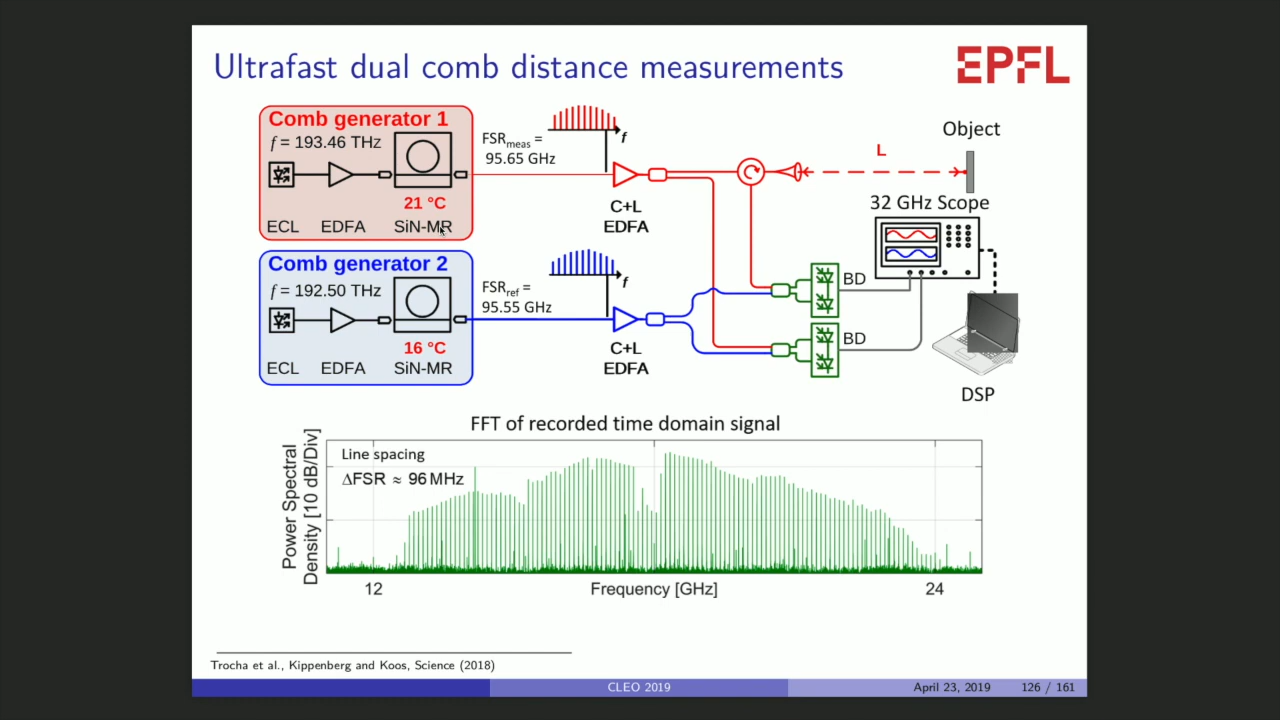 Ultrafast dual comb distance measurements
EPFL
Comb generator 1
f = 193.46 THz
21 °C
ECL EDFA SiN-MR
FSRmeas =
95.65 GHz
f
C+L
EDFA
L
Object
32 GHz Scope
Comb generator 2
f = 192.50 THz
16 °C
ECL EDFA SiN-MR
FSRref =
95.55 GHz
f
C+L
EDFA
BD
BD
DSP
FFT of recorded time domain signal
Power Spectral
Density [10 dB/Div]
Line spacing
ΔFSR ≈ 96 MHz
12 Frequency [GHz] 24
Trocha et al., Kippenberg and Koos, Science (2018)
CLEO 2019 April 23, 2019 126 / 161